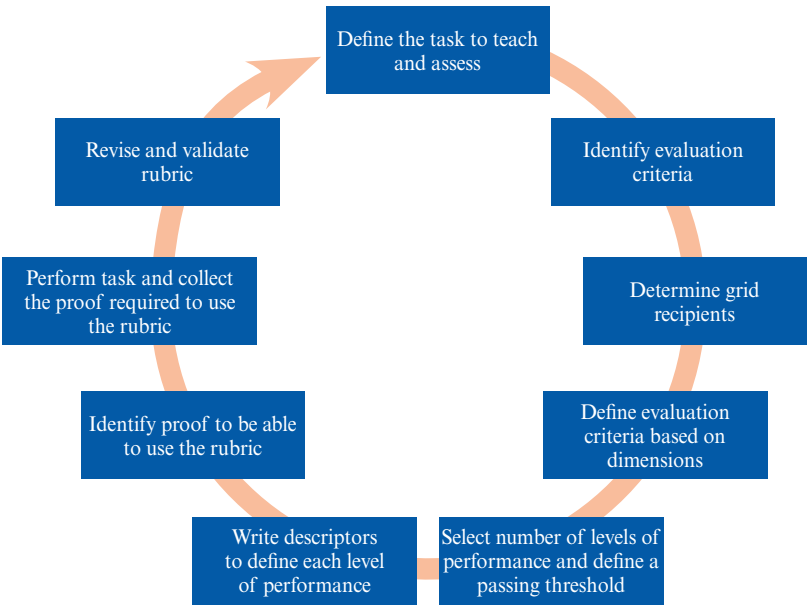 Define the task to teach
and assess
Identify evaluation
criteria
Determine grid
recipients
Define evaluation
criteria based on
dimensions
Select number of levels of
performance and define a
passing threshold
Write descriptors
to define each level
of performance
Identify proof to be able
to use the rubric
Perform task and collect
the proof required to use
the rubric
Revise and validate
rubric